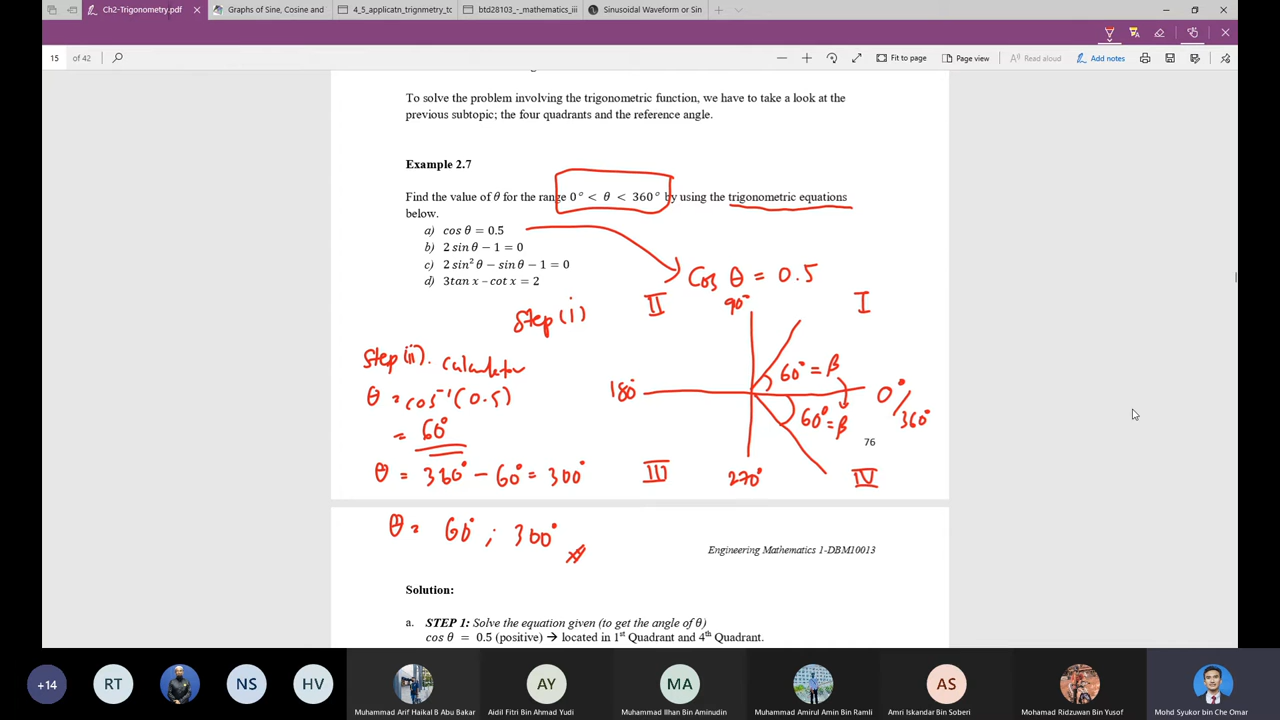 Ch2-Trigonometry.pdf
Graphs of Sine, Cosine and
4_5_applicatn_trignmetry_to
btd28103_-_mathematics_iii
Sinusoidal Waveform or Sin
15 of 42
Fit to page
Page view
Read aloud
Add notes
To solve the problem involving the trigonometric function, we have to take a look at the
previous subtopic; the four quadrants and the reference angle.
Example 2.7
Find the value of θ for the range 0° < θ < 360° by using the trigonometric equations
below.
a) cos θ = 0.5
b) 2 sin θ − 1 = 0
c) 2 sin² θ − sin θ − 1 = 0
d) 3tan x – cot x = 2
Cos θ = 0.5
Step (i)
II
90°
I
Step (ii). Calculator
θ = cos⁻¹ (0.5)
= 60°
θ = 360° − 60° = 300°
180°
60° = β
0°/360°
60° = β
76
III
270°
IV
θ = 60° ; 300°
Engineering Mathematics 1-DBM10013
Solution:
a. STEP 1: Solve the equation given (to get the angle of θ)
cos θ = 0.5 (positive) → located in 1st Quadrant and 4th Quadrant.
+14
RT
NS
HV
Muhammad Arif Haikal B Abu Bakar
AY
Aidil Fitri Bin Ahmad Yudi
MA
Muhammad Ilhan Bin Aminudin
Muhammad Amirul Amin Bin Ramli
AS
Amri Iskandar Bin Soberi
Mohamad Ridzuwan Bin Yusof
Mohd Syukor bin Che Omar